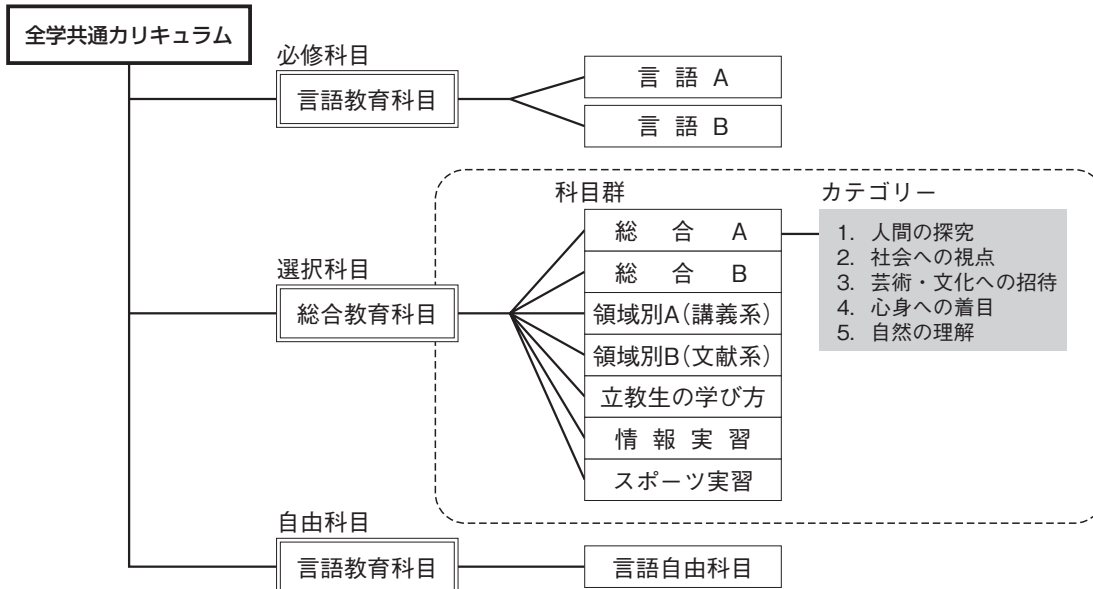 全学共通カリキュラム
必修科目
言語教育科目
言語A
言語B
科目群
カテゴリー
選択科目
総合教育科目
総合A
総合B
領域別A（講義系）
領域別B（文献系）
立教生の学び方
情報実習
スポーツ実習
1. 人間の探究
2. 社会への視点
3. 芸術・文化への招待
4. 心身への着目
5. 自然の理解
自由科目
言語教育科目
言語自由科目